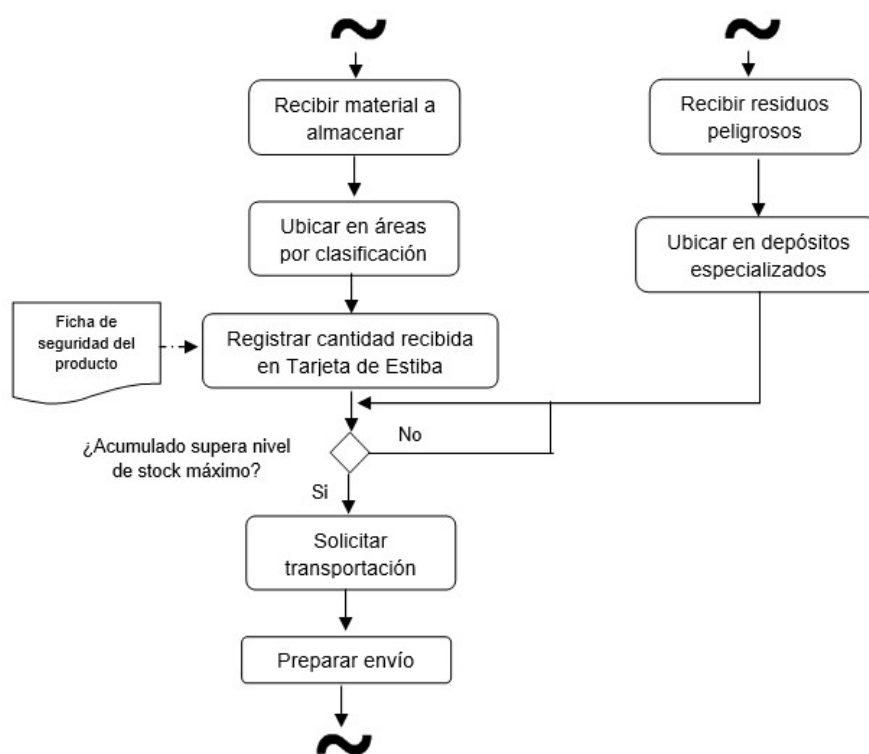 Recibir material a
almacenar
Recibir residuos
peligrosos
Ubicar en áreas
por clasificación
Ubicar en depósitos
especializados
Ficha de
seguridad del
producto
Registrar cantidad recibida
en Tarjeta de Estiba
¿Acumulado supera nivel
de stock máximo?
No
Si
Solicitar
transportación
Preparar envío